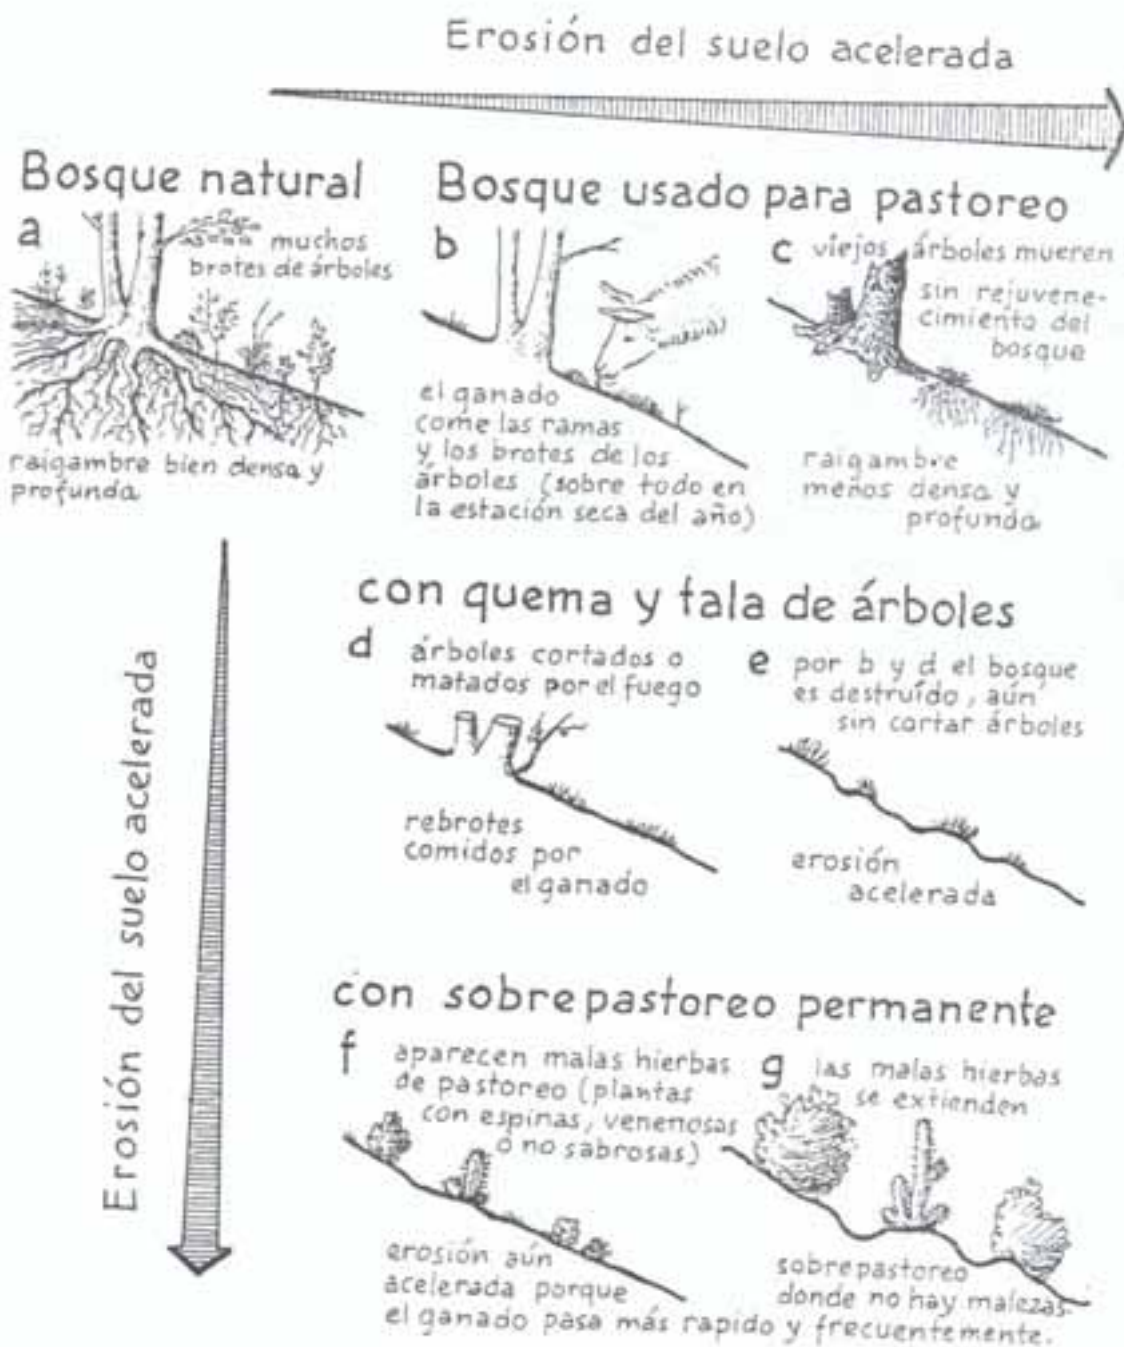 Erosión del suelo acelerada
Bosque natural
a
muchos
brotes de árboles
raigambre bien densa y
profunda
Bosque usado para pastoreo
b
el ganado
come las ramas
y los brotes de los
árboles (sobre todo en
la estación seca del año)
c viejos árboles mueren
sin rejuvene-
cimiento del
bosque
raigambre
menos densa y
profunda
Erosión del suelo acelerada
con quema y tala de árboles
d árboles cortados o
matados por el fuego
rebrotes
comidos por
el ganado
e por b y d el bosque
es destruído, aún
sin cortar árboles
erosión
acelerada
con sobrepastoreo permanente
f aparecen malas hierbas
de pastoreo (plantas
con espinas, venenosas
ó no sabrosas)
erosión aún
acelerada porque
el ganado pasa más rapido y frecuentemente.
g las malas hierbas
se extienden
sobrepastoreo
donde no hay malezas